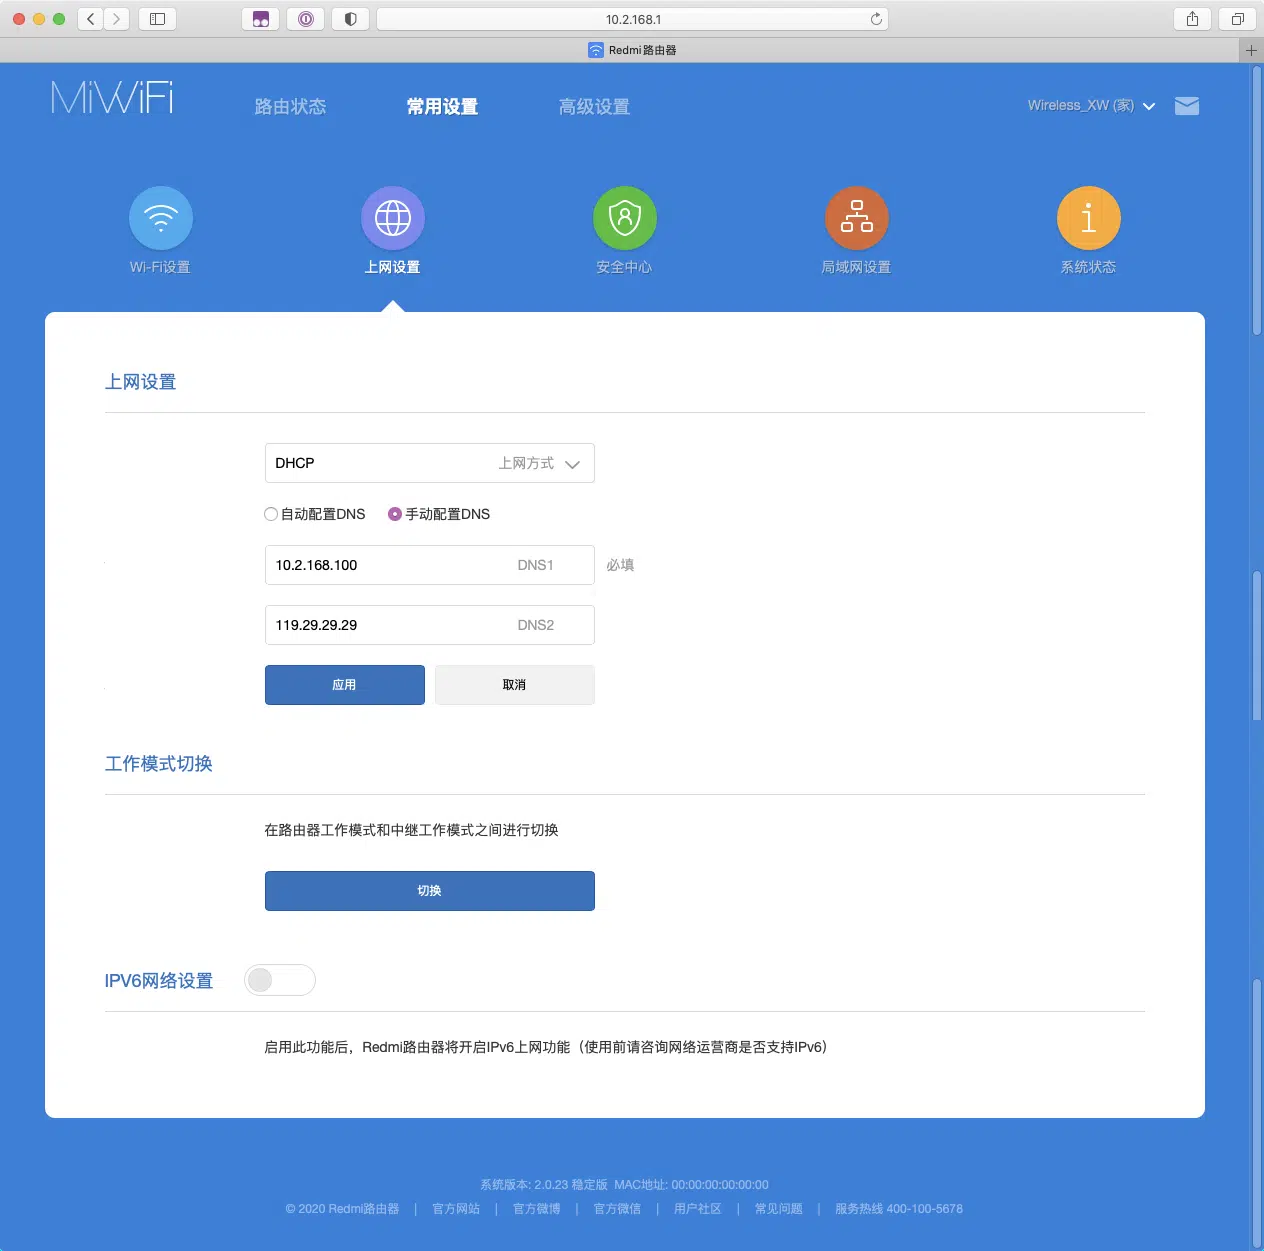 10.2.168.1
Redmi路由器
MiWiFi
路由状态
常用设置
高级设置
Wireless_XW (家)
Wi-Fi设置
上网设置
安全中心
局域网设置
系统状态
上网设置
DHCP 上网方式
自动配置DNS 手动配置DNS
10.2.168.100 DNS1 必填
119.29.29.29 DNS2
应用 取消
工作模式切换
在路由器工作模式和中继工作模式之间进行切换
切换
IPV6网络设置
启用此功能后，Redmi路由器将开启IPv6上网功能（使用前请咨询网络运营商是否支持IPv6）
系统版本: 2.0.23 稳定版 MAC地址: 00:00:00:00:00:00
© 2020 Redmi路由器 | 官方网站 | 官方微博 | 官方微信 | 用户社区 | 常见问题 | 服务热线 400-100-5678